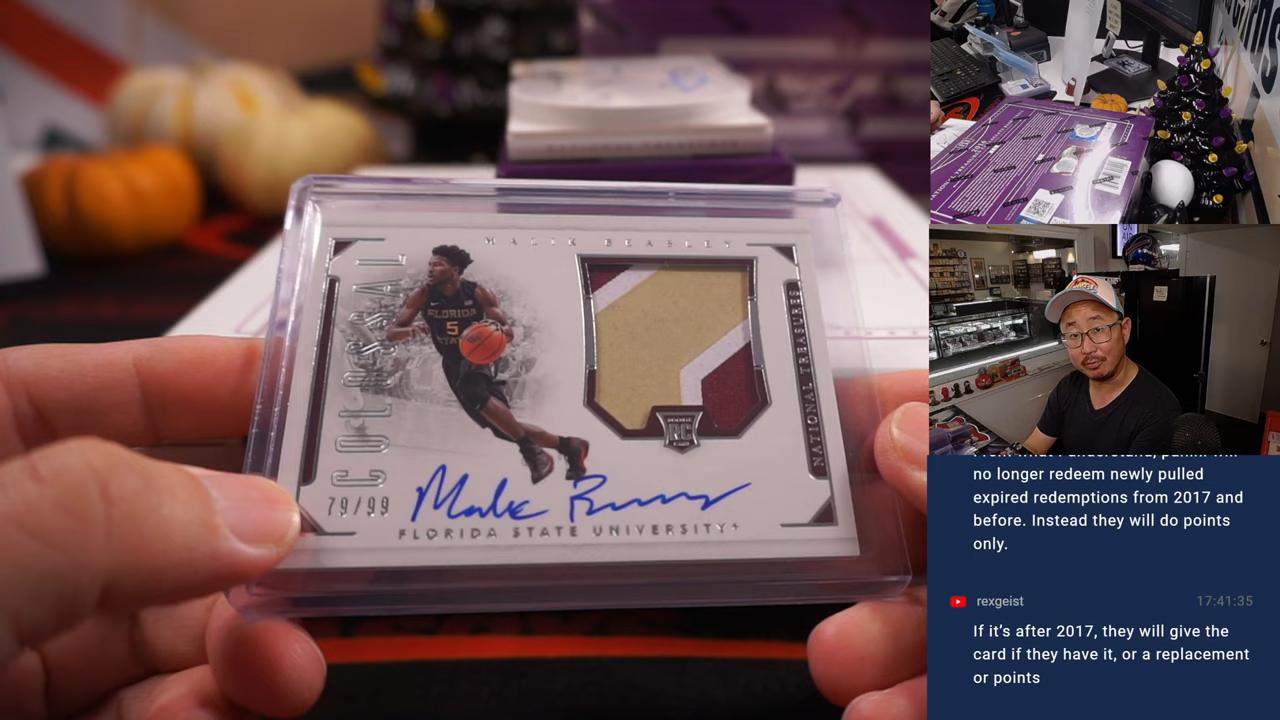 MALIK BEASLEY
COLOSSAL
FLORIDA
5
STATE
RC
NATIONAL TREASURES
79/99
Malik Beasley
FLORIDA STATE UNIVERSITY
no longer redeem newly pulled
expired redemptions from 2017 and
before. Instead they will do points
only.
rexgeist
17:41:35
If it's after 2017, they will give the
card if they have it, or a replacement
or points